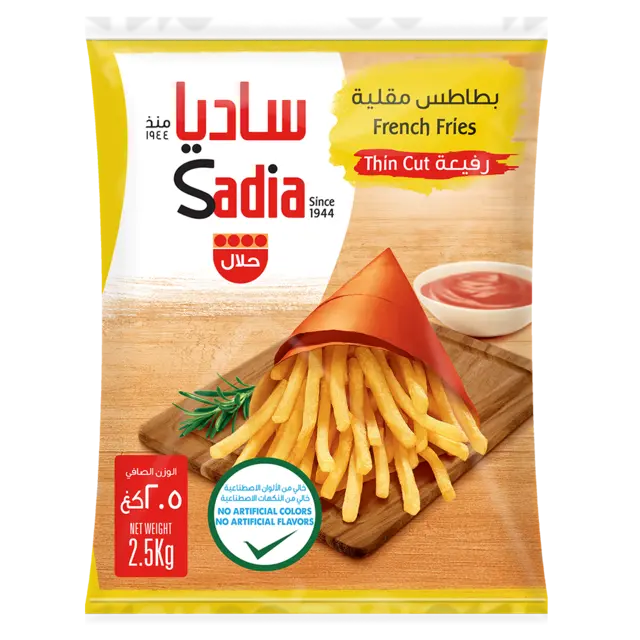 ساديا
منذ
١٩٤٤
Sadia
Since
1944
حلال
بطاطس مقلية
French Fries
Thin Cut رفيعة
الوزن الصافي
٢.٥ كغ
NET WEIGHT
2.5Kg
خالي من الألوان الاصطناعية
خالي من النكهات الاصطناعية
NO ARTIFICIAL COLORS
NO ARTIFICIAL FLAVORS